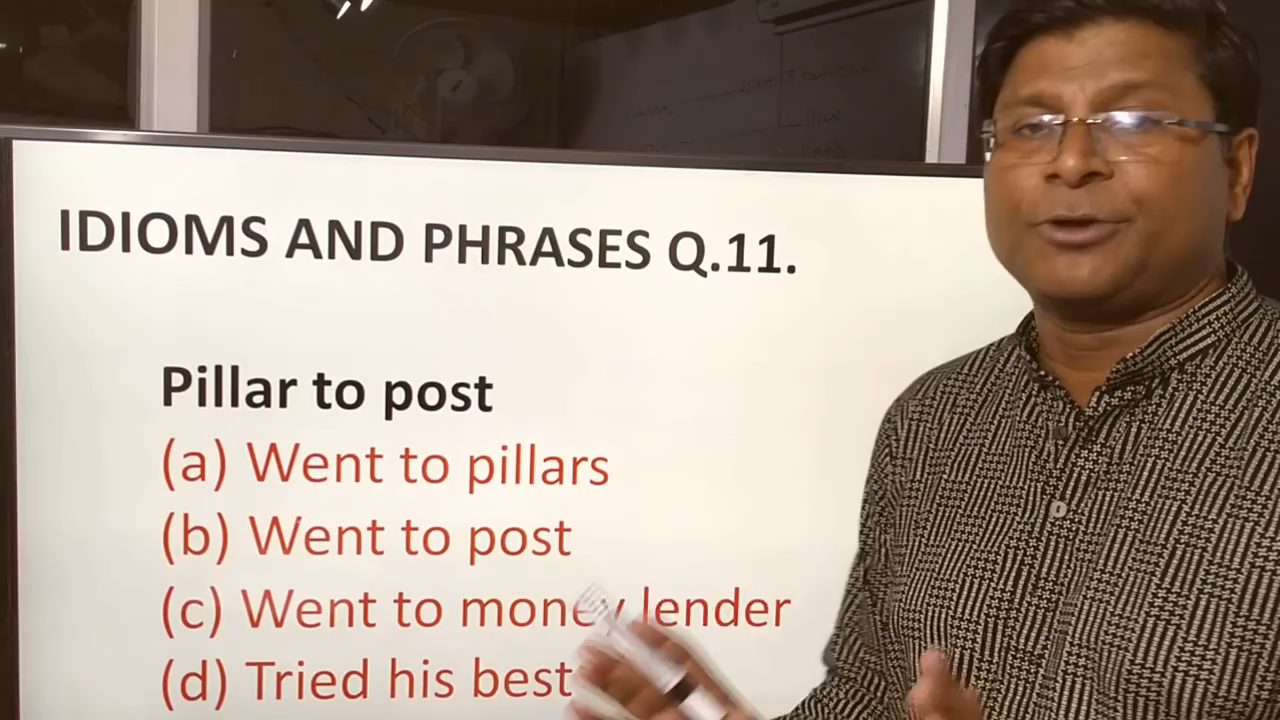 IDIOMS AND PHRASES Q.11.
Pillar to post
(a) Went to pillars
(b) Went to post
(c) Went to money lender
(d) Tried his best